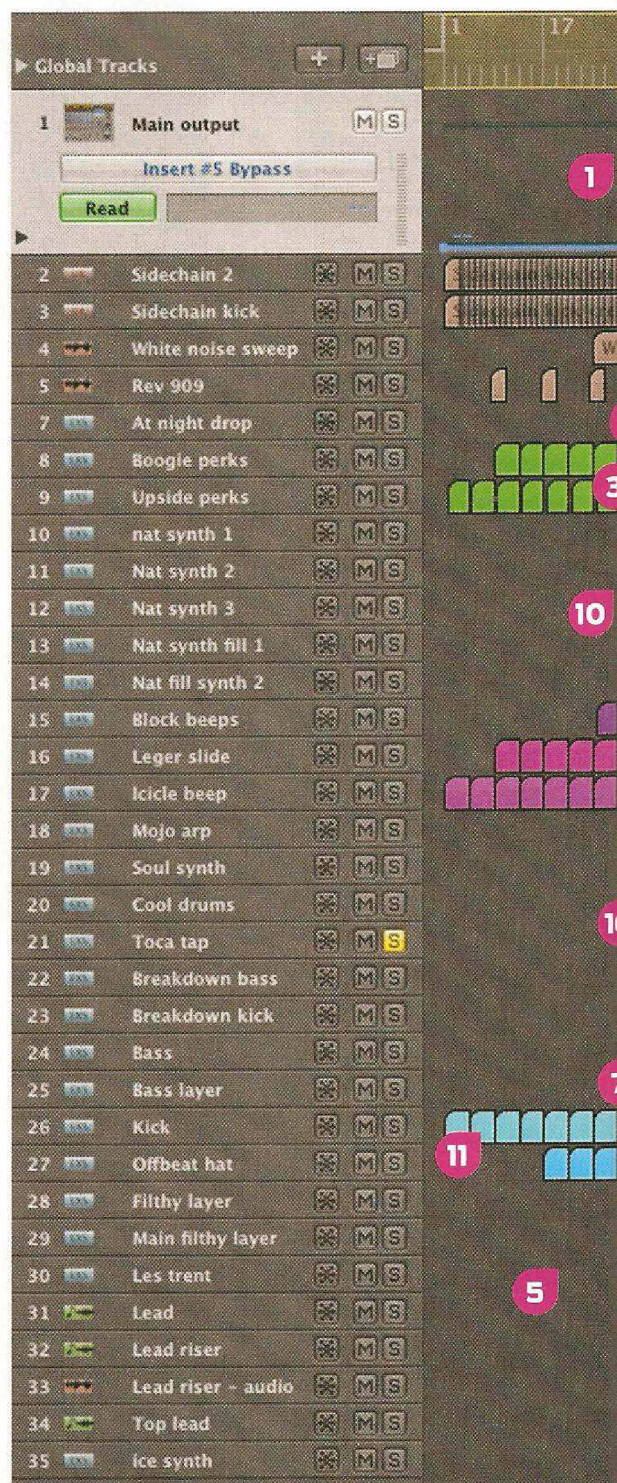 Global Tracks + + 1 17
1 Main output M S
Insert #5 Bypass
1
Read
2 Sidechain 2 M S
3 Sidechain kick M S
4 White noise sweep M S W
5 Rev 909 M S
7 At night drop M S
8 Boogie perks M S
9 Upside perks M S 3
10 nat synth 1 M S
11 Nat synth 2 M S
12 Nat synth 3 M S 10
13 Nat synth fill 1 M S
14 Nat fill synth 2 M S
15 Block beeps M S
16 Leger slide M S
17 Icicle beep M S
18 Mojo arp M S
19 Soul synth M S
20 Cool drums M S
21 Toca tap M S
22 Breakdown bass M S
23 Breakdown kick M S
24 Bass M S
25 Bass layer M S 7
26 Kick M S
27 Offbeat hat M S 11
28 Filthy layer M S
29 Main filthy layer M S
30 Les trent M S 5
31 Lead M S
32 Lead riser M S
33 Lead riser - audio M S
34 Top lead M S
35 ice synth M S